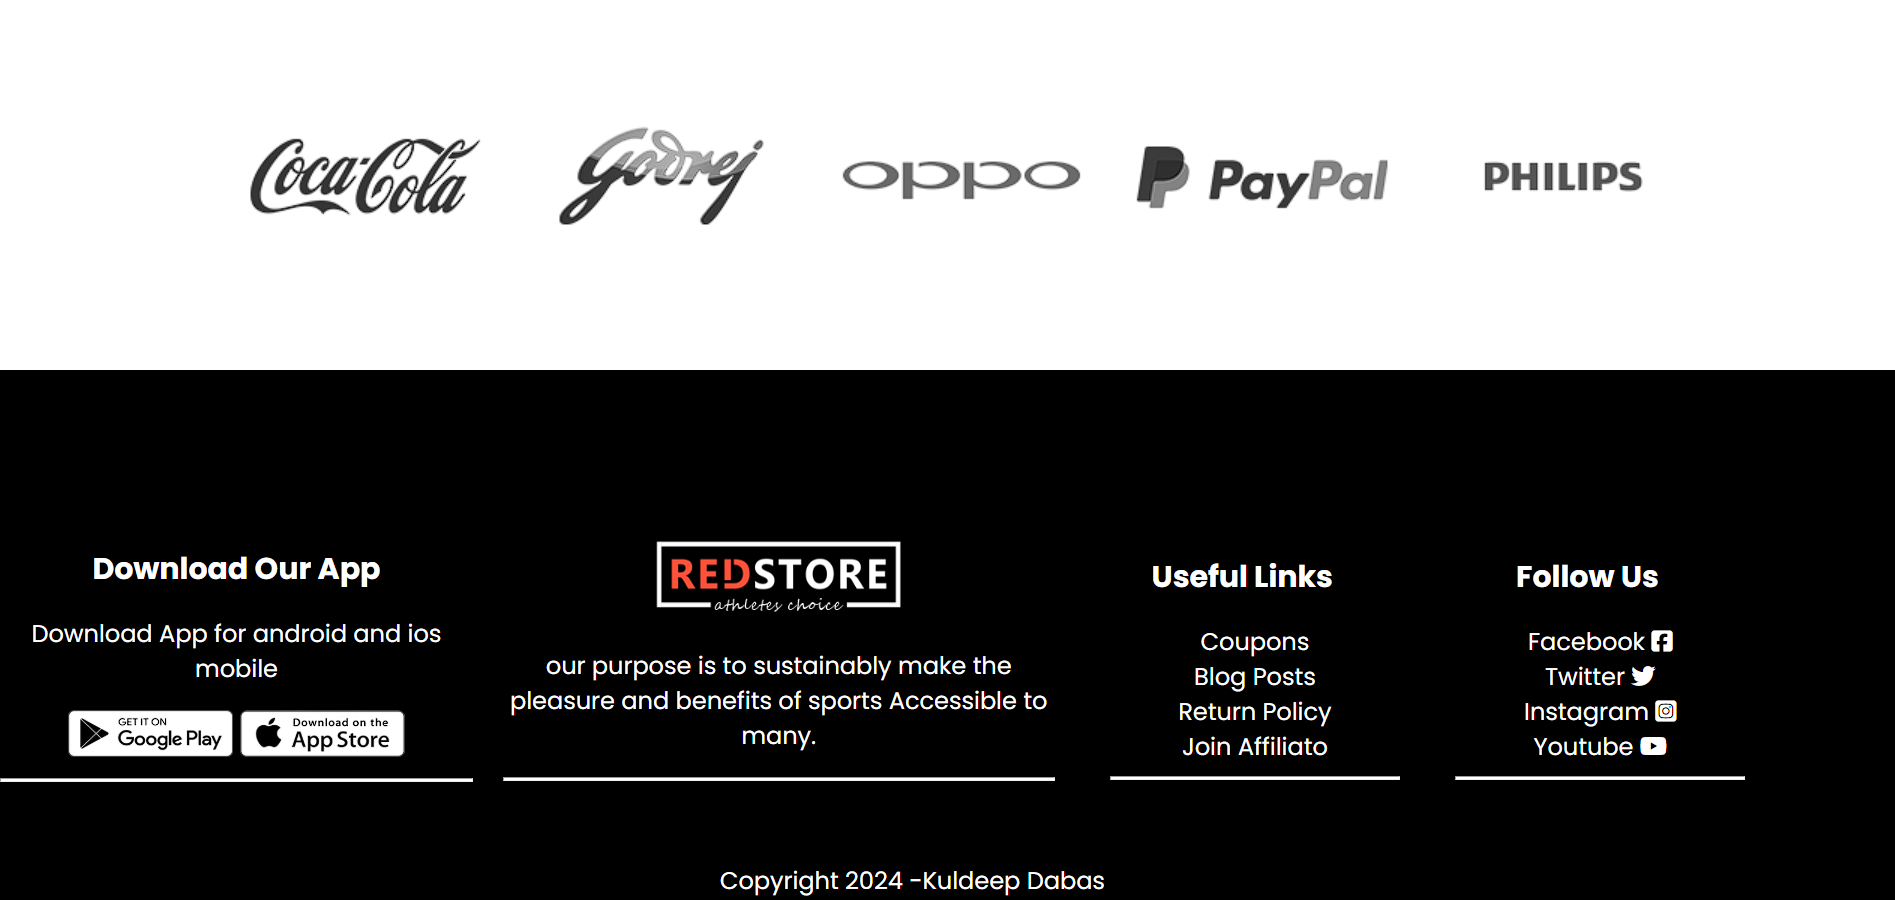 Coca-Cola
Godrej
oppo
PayPal
PHILIPS
Download Our App
Download App for android and ios
mobile
GET IT ON
Google Play
Download on the
App Store
REDSTORE
athletes choice
our purpose is to sustainably make the
pleasure and benefits of sports Accessible to
many.
Useful Links
Coupons
Blog Posts
Return Policy
Join Affiliato
Follow Us
Facebook
Twitter
Instagram
Youtube
Copyright 2024 -Kuldeep Dabas